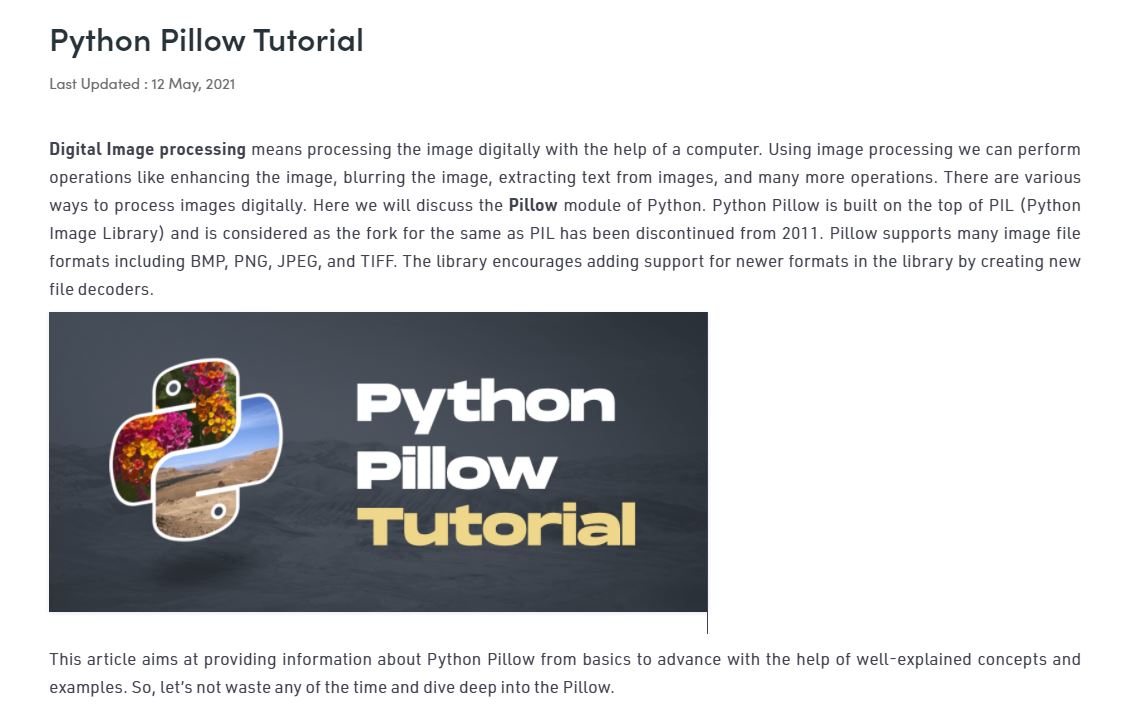 Python Pillow Tutorial
Last Updated : 12 May, 2021
Digital Image processing means processing the image digitally with the help of a computer. Using image processing we can perform
operations like enhancing the image, blurring the image, extracting text from images, and many more operations. There are various
ways to process images digitally. Here we will discuss the Pillow module of Python. Python Pillow is built on the top of PIL (Python
Image Library) and is considered as the fork for the same as PIL has been discontinued from 2011. Pillow supports many image file
formats including BMP, PNG, JPEG, and TIFF. The library encourages adding support for newer formats in the library by creating new
file decoders.
Python
Pillow
Tutorial
This article aims at providing information about Python Pillow from basics to advance with the help of well-explained concepts and
examples. So, let's not waste any of the time and dive deep into the Pillow.